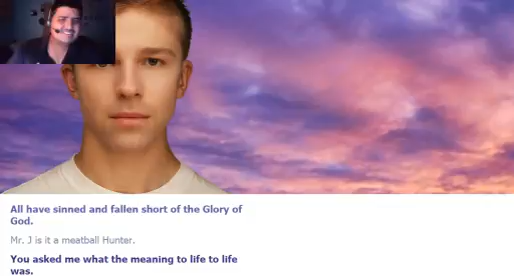 All have sinned and fallen short of the Glory of
God.
Mr. J is it a meatball Hunter.
You asked me what the meaning to life to life
was.